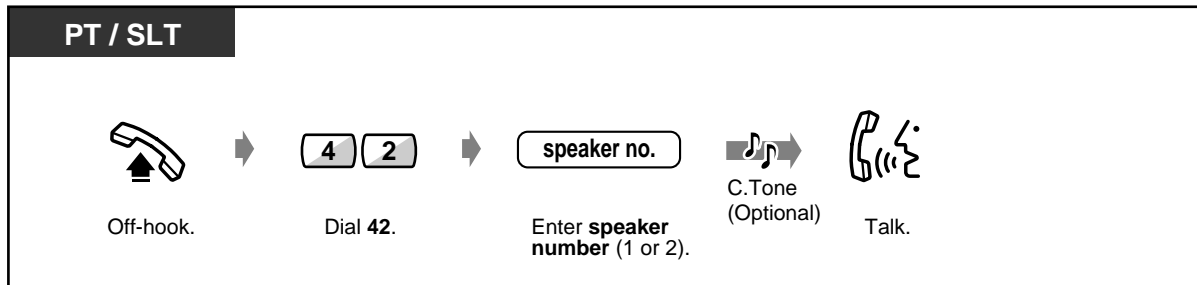 PT / SLT
4 2
speaker no.
C.Tone
(Optional)
Off-hook.
Dial 42.
Enter speaker
number (1 or 2).
Talk.